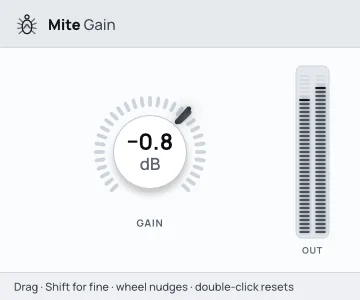 Mite Gain
−0.8
dB
GAIN
OUT
Drag · Shift for fine · wheel nudges · double-click resets